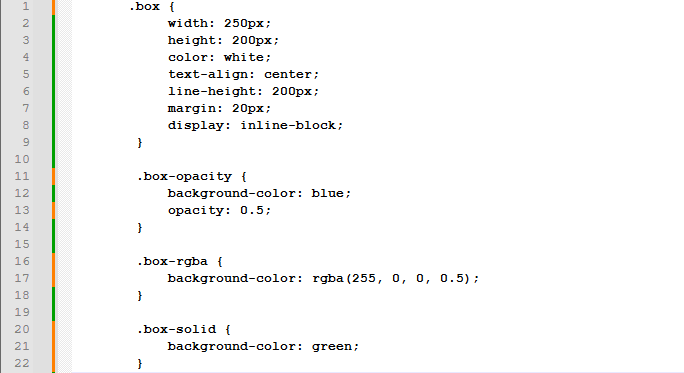 1 .box {
2 width: 250px;
3 height: 200px;
4 color: white;
5 text-align: center;
6 line-height: 200px;
7 margin: 20px;
8 display: inline-block;
9 }
10
11 .box-opacity {
12 background-color: blue;
13 opacity: 0.5;
14 }
15
16 .box-rgba {
17 background-color: rgba(255, 0, 0, 0.5);
18 }
19
20 .box-solid {
21 background-color: green;
22 }